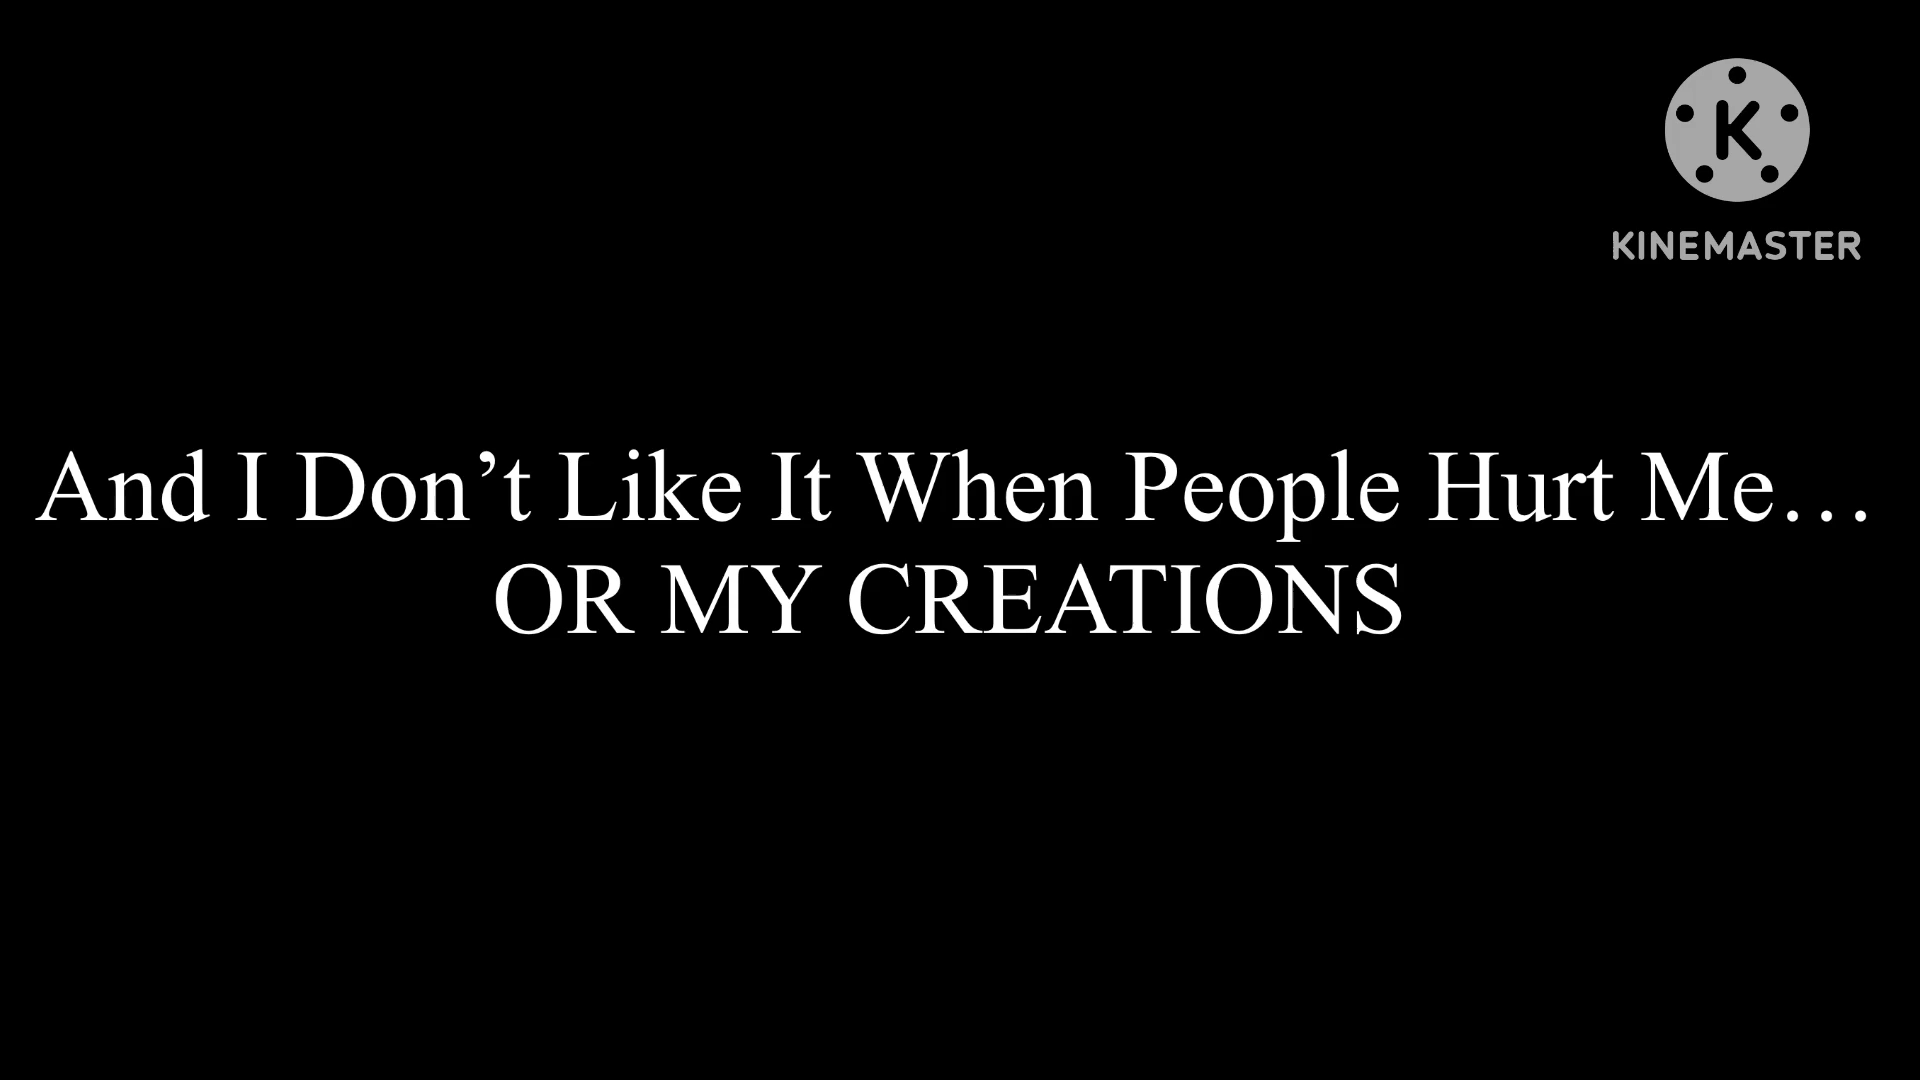 KINEMASTER
And I Don’t Like It When People Hurt Me…
OR MY CREATIONS